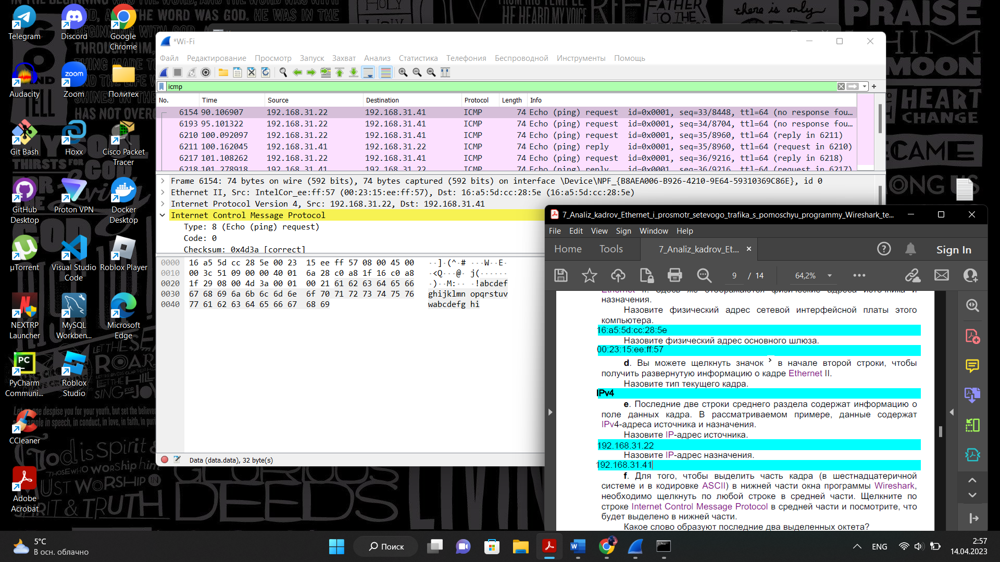 Telegram
Discord
Google Chrome
Audacity
Zoom
Политех
Git Bash
Hoxx
Cisco Packet Tracer
GitHub Desktop
Proton VPN
Docker Desktop
µTorrent
Visual Studio Code
Roblox Player
NEXTRP Launcher
MySQL Workben...
Microsoft Edge
PyCharm Communi...
Roblox Studio
CCleaner
Adobe Acrobat
*Wi-Fi
Файл Редактирование Просмотр Запуск Захват Анализ Статистика Телефония Беспроводной Инструменты Помощь
icmp
No. Time Source Destination Protocol Length Info
6154 90.106907 192.168.31.22 192.168.31.41 ICMP 74 Echo (ping) request id=0x0001, seq=33/8448, ttl=64 (no response fou...
6193 95.101322 192.168.31.22 192.168.31.41 ICMP 74 Echo (ping) request id=0x0001, seq=34/8704, ttl=64 (no response fou...
6210 100.092097 192.168.31.22 192.168.31.41 ICMP 74 Echo (ping) request id=0x0001, seq=35/8960, ttl=64 (reply in 6211)
6211 100.162045 192.168.31.41 192.168.31.22 ICMP 74 Echo (ping) reply id=0x0001, seq=35/8960, ttl=64 (request in 6210)
6217 101.108262 192.168.31.22 192.168.31.41 ICMP 74 Echo (ping) request id=0x0001, seq=36/9216, ttl=64 (reply in 6218)
6218 101.278918 192.168.31.41 192.168.31.22 ICMP 74 Echo (ping) reply id=0x0001, seq=36/9216, ttl=64 (request in 6217)
Frame 6154: 74 bytes on wire (592 bits), 74 bytes captured (592 bits) on interface \Device\NPF_{B8AEA006-B926-4210-9E64-59310369C86E}, id 0
Ethernet II, Src: IntelCor_ee:ff:57 (00:23:15:ee:ff:57), Dst: 16:a5:5d:cc:28:5e (16:a5:5d:cc:28:5e)
Internet Protocol Version 4, Src: 192.168.31.22, Dst: 192.168.31.41
Internet Control Message Protocol
Type: 8 (Echo (ping) request)
Code: 0
Checksum: 0x4d3a [correct]
0000 16 a5 5d cc 28 5e 00 23 15 ee ff 57 08 00 45 00 ··]·(^·# ···W··E·
0010 00 3c 51 09 00 00 40 01 6a 28 c0 a8 1f 16 c0 a8 ·<Q···@· j(······
0020 1f 29 08 00 4d 3a 00 01 00 21 61 62 63 64 65 66 ·)··M:·· ·!abcdef
0030 67 68 69 6a 6b 6c 6d 6e 6f 70 71 72 73 74 75 76 ghijklmn opqrstuv
0040 77 61 62 63 64 65 66 67 68 69 wabcdefg hi
Data (data.data), 32 byte(s)
7_Analiz_kadrov_Ethernet_i_prosmotr_setevogo_trafika_s_pomoschyu_programmy_Wireshark_te...
File Edit View Sign Window Help
Home Tools 7_Analiz_kadrov_Et... Sign In
9 / 14 64,2%
назначения.
Назовите физический адрес сетевой интерфейсной платы этого
компьютера.
16:a5:5d:cc:28:5e
Назовите физический адрес основного шлюза.
00:23:15:ee:ff:57
d. Вы можете щелкнуть значок > в начале второй строки, чтобы
получить развернутую информацию о кадре Ethernet II.
Назовите тип текущего кадра.
IPv4
e. Последние две строки среднего раздела содержат информацию о
поле данных кадра. В рассматриваемом примере, данные содержат
IPv4-адреса источника и назначения.
Назовите IP-адрес источника.
192.168.31.22
Назовите IP-адрес назначения.
192.168.31.41
f. Для того, чтобы выделить часть кадра (в шестнадцатеричной
системе и в кодировке ASCII) в нижней части окна программы Wireshark,
необходимо щелкнуть по любой строке в средней части. Щелкните по
строке Internet Control Message Protocol в средней части и посмотрите, что
будет выделено в нижней части.
Какое слово образуют последние два выделенных октета?
5°C
В осн. облачно
Поиск
ENG
2:57
14.04.2023
PRAISE
HIM
MOON
HEART
CHANGE
GLORIOUS
DEEDS